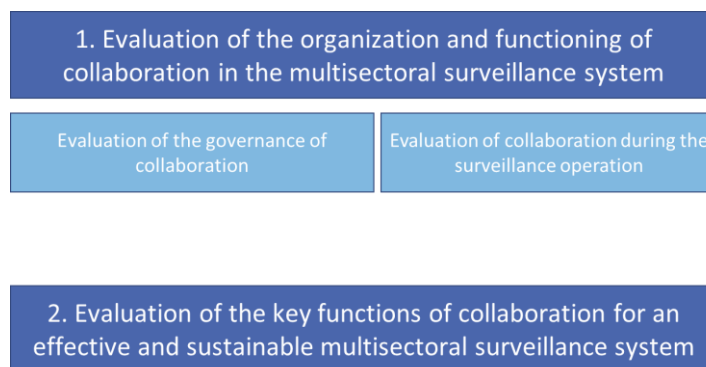 1. Evaluation of the organization and functioning of
collaboration in the multisectoral surveillance system
Evaluation of the governance of
collaboration
Evaluation of collaboration during the
surveillance operation
2. Evaluation of the key functions of collaboration for an
effective and sustainable multisectoral surveillance system